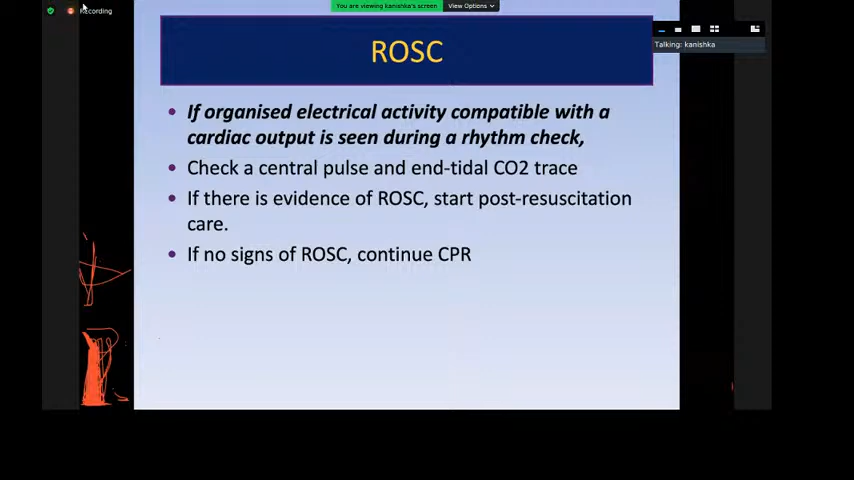 Recording
You are viewing kanishka's screen
View Options
Talking: kanishka
ROSC
• If organised electrical activity compatible with a
cardiac output is seen during a rhythm check,
• Check a central pulse and end-tidal CO2 trace
• If there is evidence of ROSC, start post-resuscitation
care.
• If no signs of ROSC, continue CPR